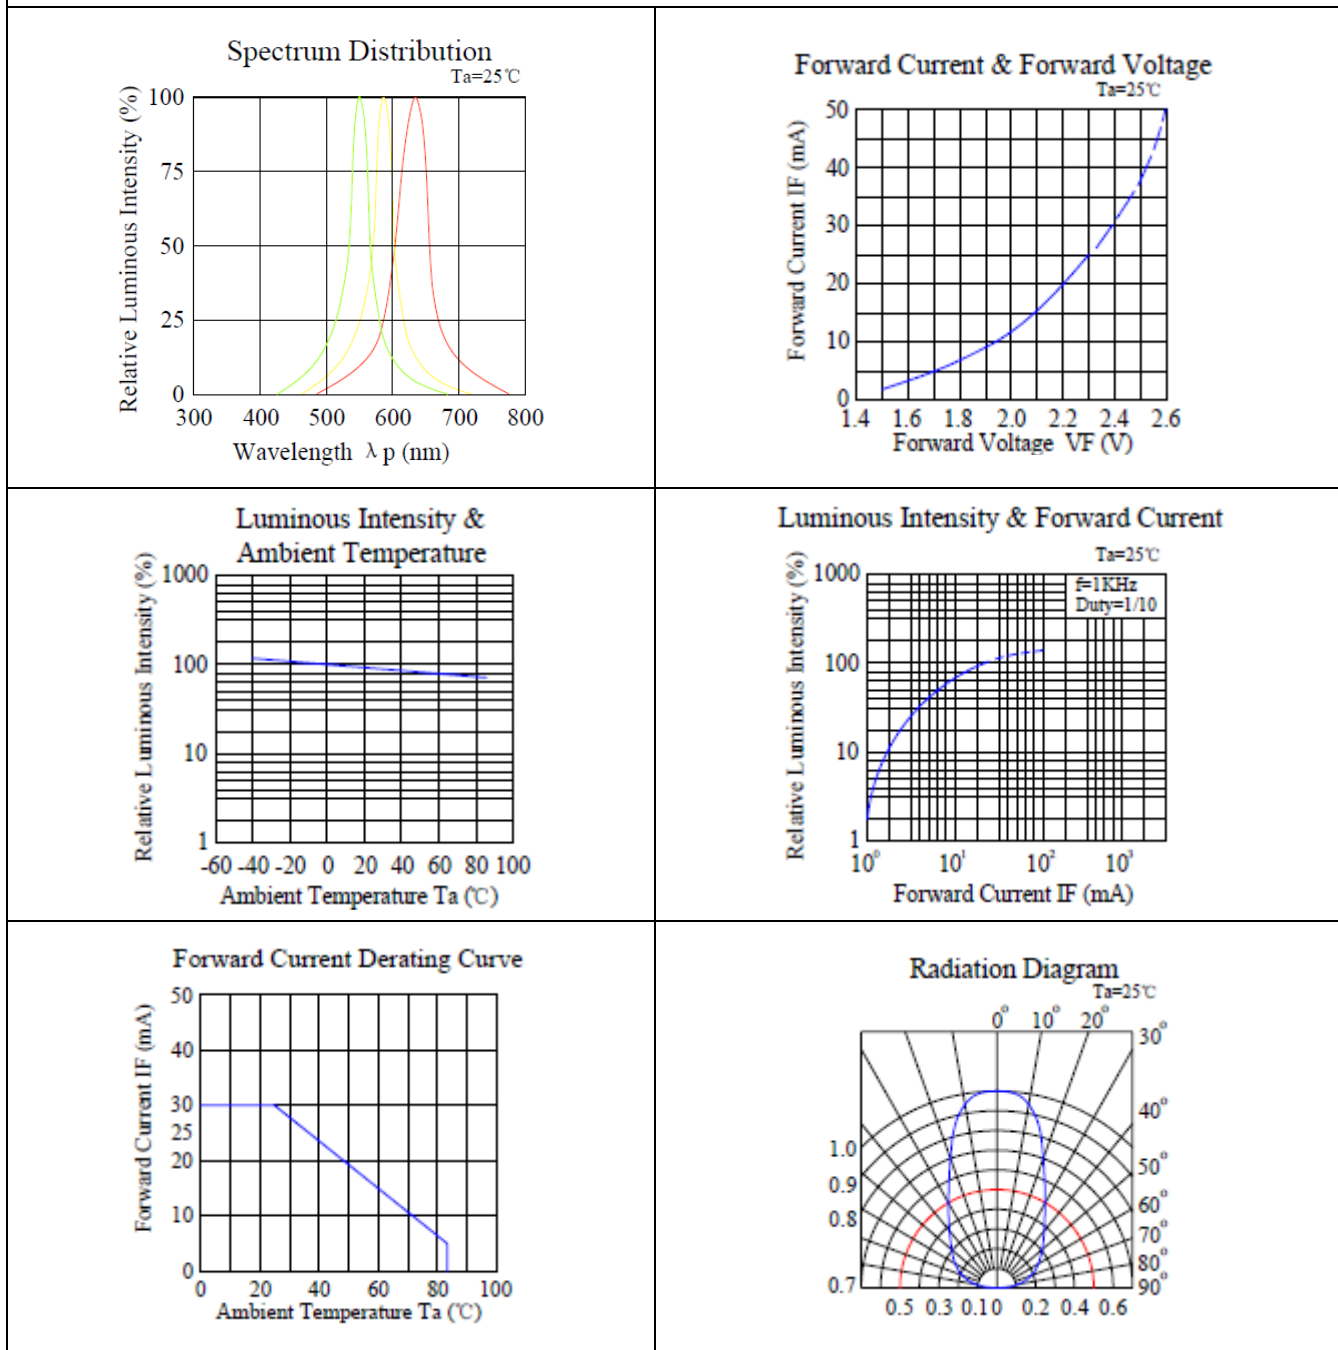 Spectrum Distribution
Ta=25℃
Relative Luminous Intensity (%)
100
75
50
25
0
300 400 500 600 700 800
Wavelength λ p (nm)
Forward Current & Forward Voltage
Ta=25℃
Forward Current IF (mA)
50
40
30
20
10
0
1.4 1.6 1.8 2.0 2.2 2.4 2.6
Forward Voltage VF (V)
Luminous Intensity &
Ambient Temperature
Relative Luminous Intensity (%)
1000
100
10
1
-60 -40 -20 0 20 40 60 80 100
Ambient Temperature Ta (℃)
Luminous Intensity & Forward Current
Ta=25℃
f=1KHz
Duty=1/10
Relative Luminous Intensity (%)
1000
100
10
1
10⁰ 10¹ 10² 10³
Forward Current IF (mA)
Forward Current Derating Curve
Forward Current IF (mA)
50
40
30
25
20
10
0
0 20 40 60 80 100
Ambient Temperature Ta (℃)
Radiation Diagram
Ta=25℃
0° 10° 20°
30°
40°
50°
60°
70°
80°
90°
1.0
0.9
0.8
0.7
0.5 0.3 0.1 0 0.2 0.4 0.6